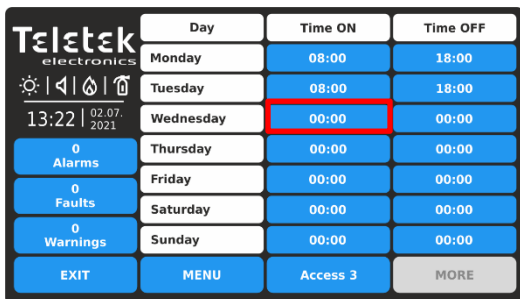 Teletek
electronics
13:22 02.07.
2021
0
Alarms
0
Faults
0
Warnings
Day Time ON Time OFF
Monday 08:00 18:00
Tuesday 08:00 18:00
Wednesday 00:00 00:00
Thursday 00:00 00:00
Friday 00:00 00:00
Saturday 00:00 00:00
Sunday 00:00 00:00
EXIT MENU Access 3 MORE